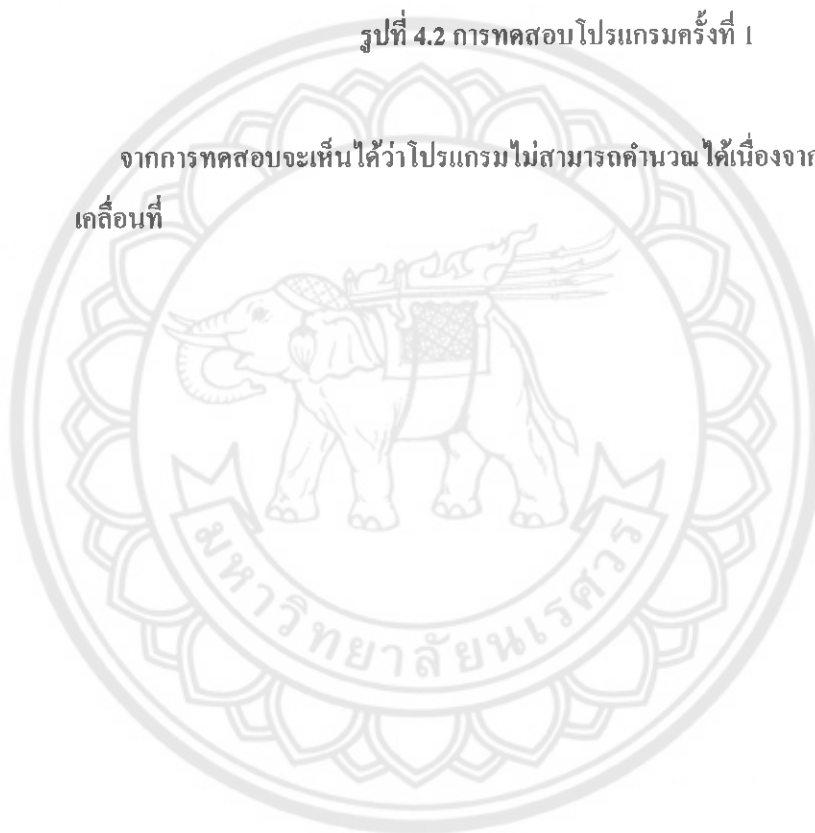 รูปที่ 4.2 การทดสอบโปรแกรมครั้งที่ 1
จากการทดสอบจะเห็นได้ว่าโปรแกรมไม่สามารถคำนวณได้เนื่องจาก
เคลื่อนที่
มหาวิทยาลัยนเรศวร